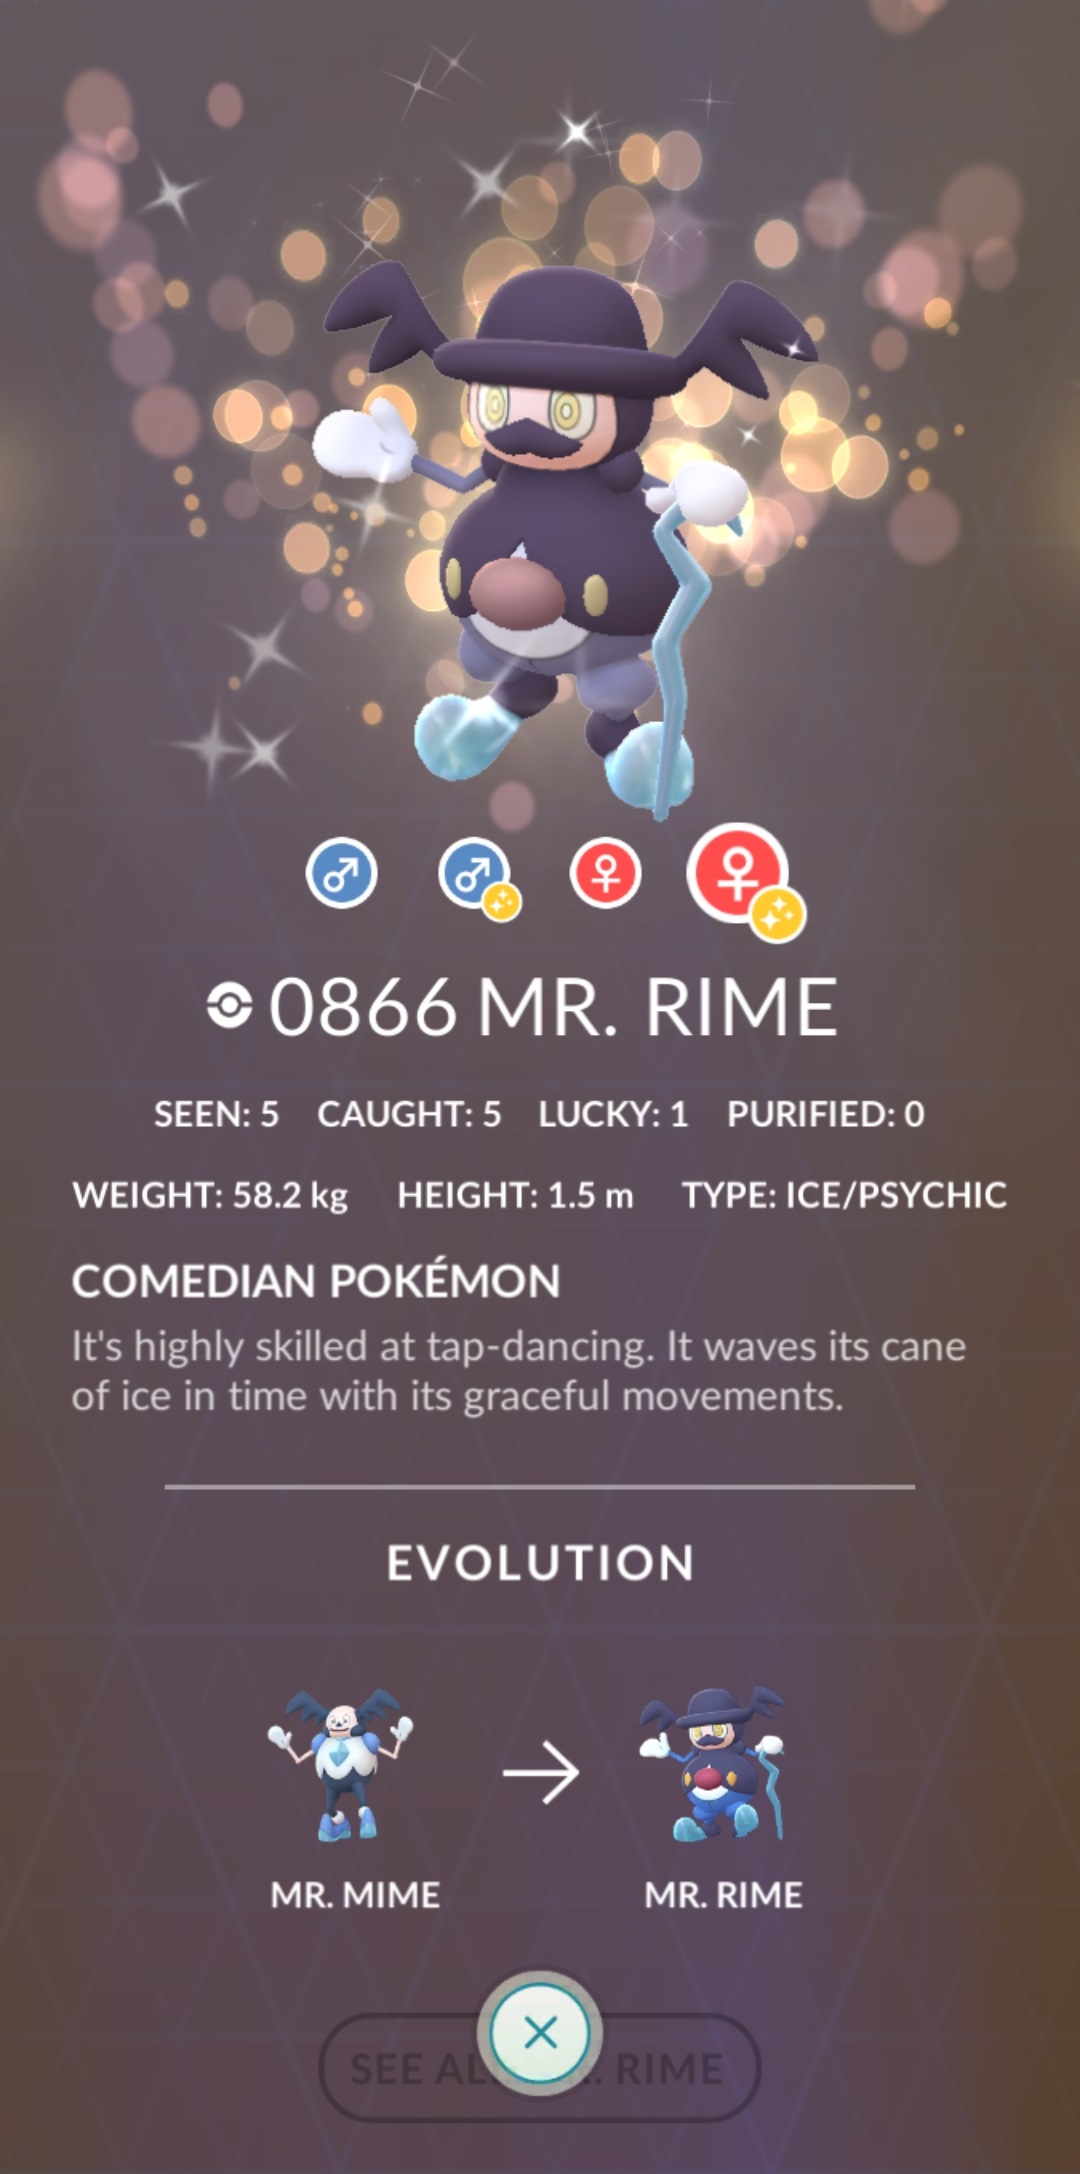 0866 MR. RIME
SEEN: 5 CAUGHT: 5 LUCKY: 1 PURIFIED: 0
WEIGHT: 58.2 kg HEIGHT: 1.5 m TYPE: ICE/PSYCHIC
COMEDIAN POKÉMON
It's highly skilled at tap-dancing. It waves its cane
of ice in time with its graceful movements.
EVOLUTION
MR. MIME MR. RIME
SEE RIME